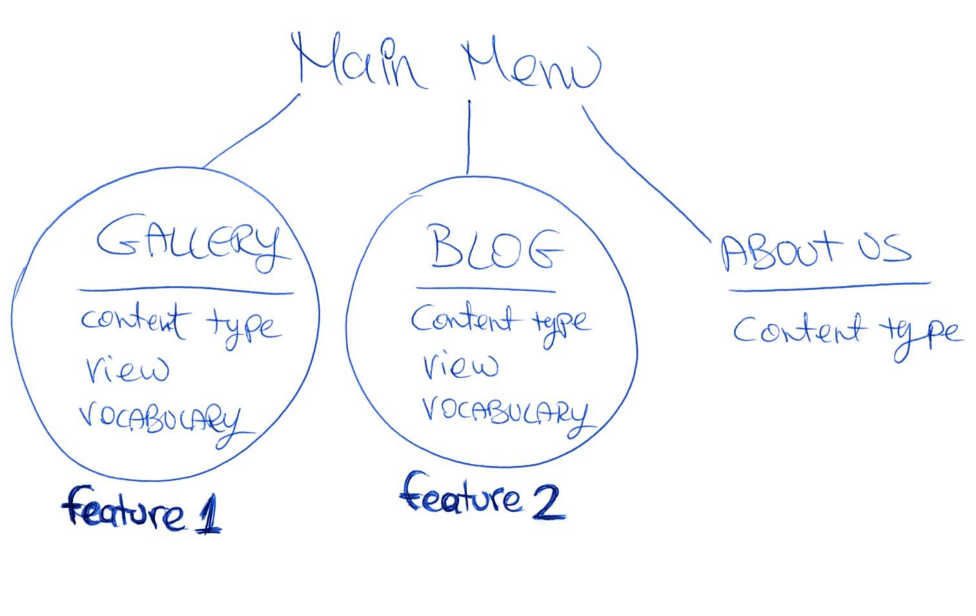 Main Menu
GALLERY
content type
view
VOCABULARY
feature 1
BLOG
Content type
view
VOCABULARY
feature 2
ABOUT US
Content type